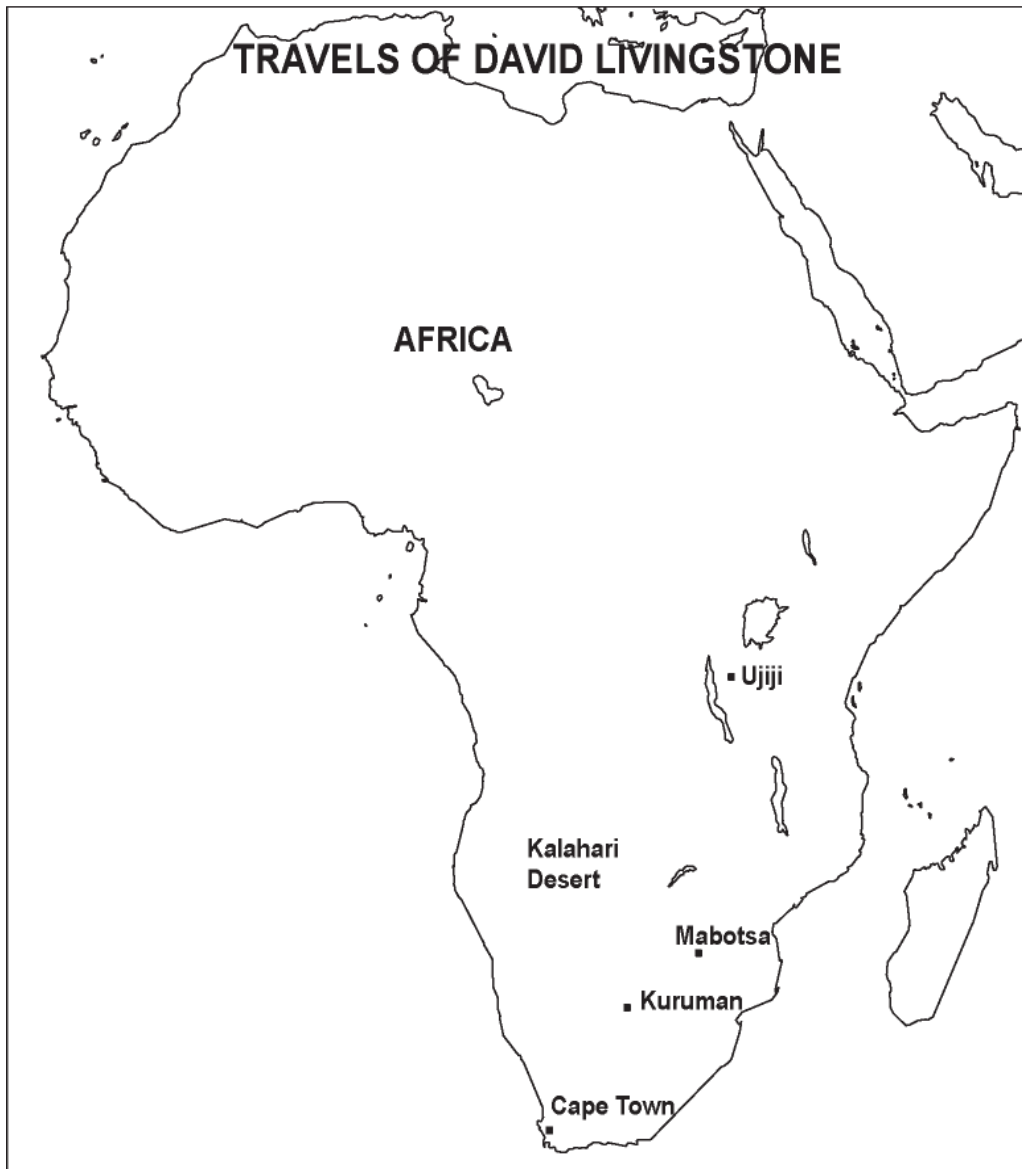 TRAVELS OF DAVID LIVINGSTONE
AFRICA
Ujiji
Kalahari
Desert
Mabotsa
Kuruman
Cape Town